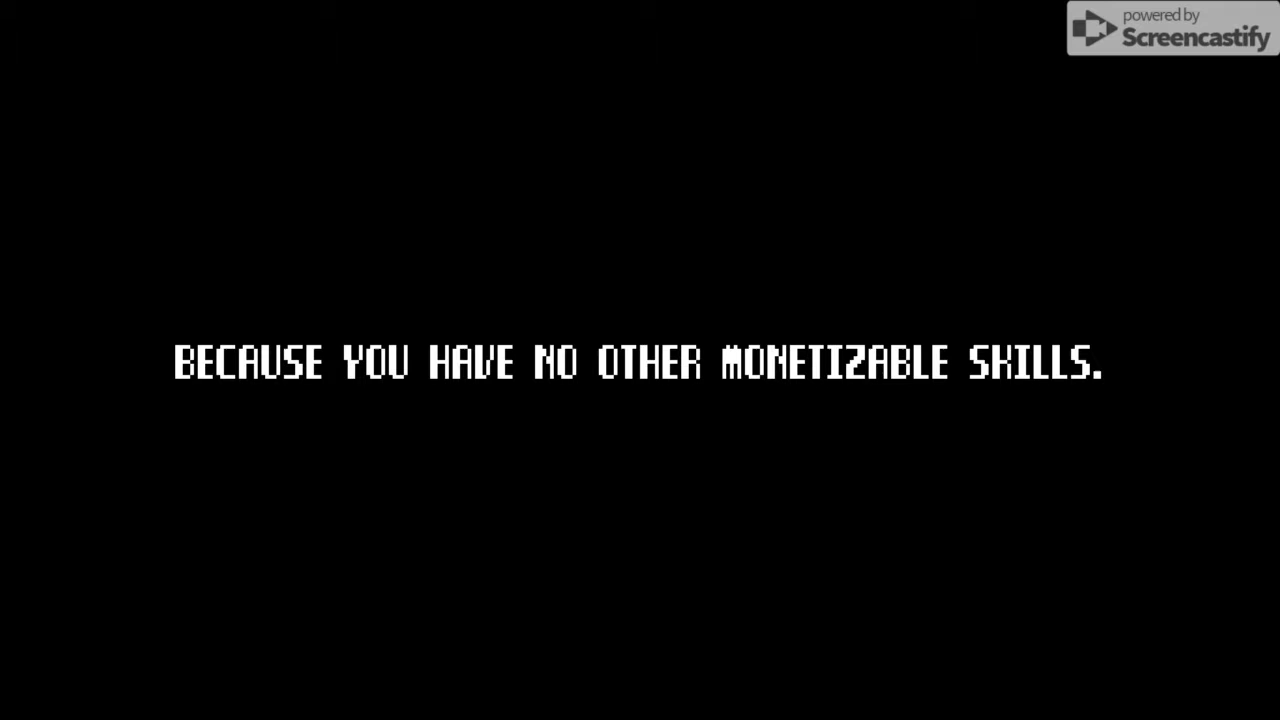 powered by
Screencastify
BECAUSE YOU HAVE NO OTHER MONETIZABLE SKILLS.